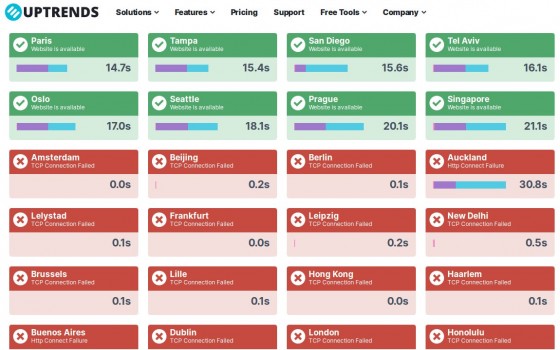 UPTRENDS Solutions Features Pricing Support Free Tools Company
Paris
Website is available
14.7s
Tampa
Website is available
15.4s
San Diego
Website is available
15.6s
Tel Aviv
Website is available
16.1s
Oslo
Website is available
17.0s
Seattle
Website is available
18.1s
Prague
Website is available
20.1s
Singapore
Website is available
21.1s
Amsterdam
TCP Connection Failed
0.0s
Beijing
TCP Connection Failed
0.2s
Berlin
TCP Connection Failed
0.1s
Auckland
Http Connect Failure
30.8s
Lelystad
TCP Connection Failed
0.1s
Frankfurt
TCP Connection Failed
0.0s
Leipzig
TCP Connection Failed
0.2s
New Delhi
TCP Connection Failed
0.5s
Brussels
TCP Connection Failed
0.1s
Lille
TCP Connection Failed
0.1s
Hong Kong
TCP Connection Failed
0.0s
Haarlem
TCP Connection Failed
0.1s
Buenos Aires
Http Connect Failure
Dublin
TCP Connection Failed
London
TCP Connection Failed
Honolulu
TCP Connection Failed